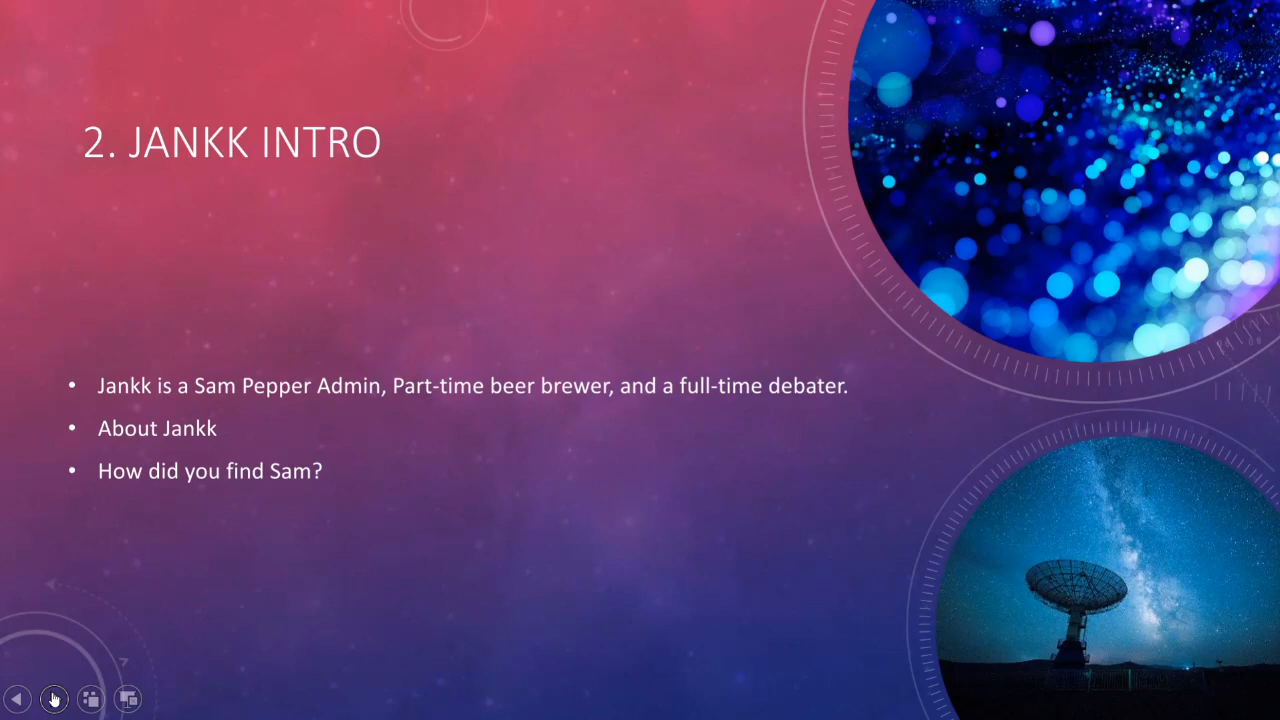 2. JANKK INTRO
• Jankk is a Sam Pepper Admin, Part-time beer brewer, and a full-time debater.
• About Jankk
• How did you find Sam?